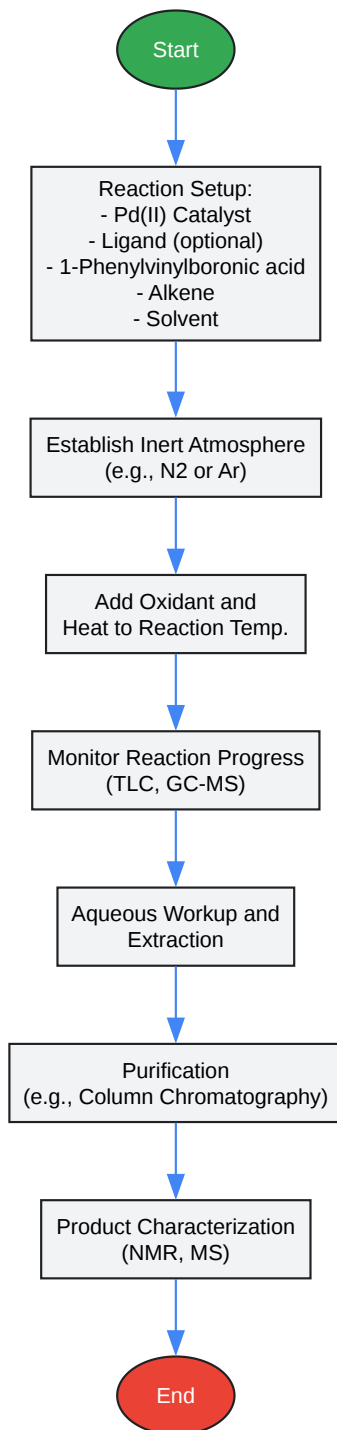 Start
Reaction Setup:
- Pd(II) Catalyst
- Ligand (optional)
- 1-Phenylvinylboronic acid
- Alkene
- Solvent
Establish Inert Atmosphere
(e.g., N2 or Ar)
Add Oxidant and
Heat to Reaction Temp.
Monitor Reaction Progress
(TLC, GC-MS)
Aqueous Workup and
Extraction
Purification
(e.g., Column Chromatography)
Product Characterization
(NMR, MS)
End